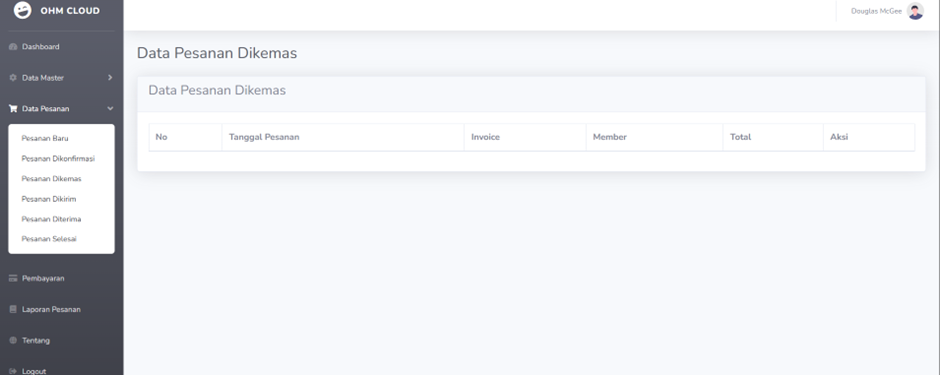 OHM CLOUD
Douglas McGee
Dashboard
Data Master
Data Pesanan
Pesanan Baru
Pesanan Dikonfirmasi
Pesanan Dikemas
Pesanan Dikirim
Pesanan Diterima
Pesanan Selesai
Pembayaran
Laporan Pesanan
Tentang
Logout
Data Pesanan Dikemas
Data Pesanan Dikemas
No Tanggal Pesanan Invoice Member Total Aksi